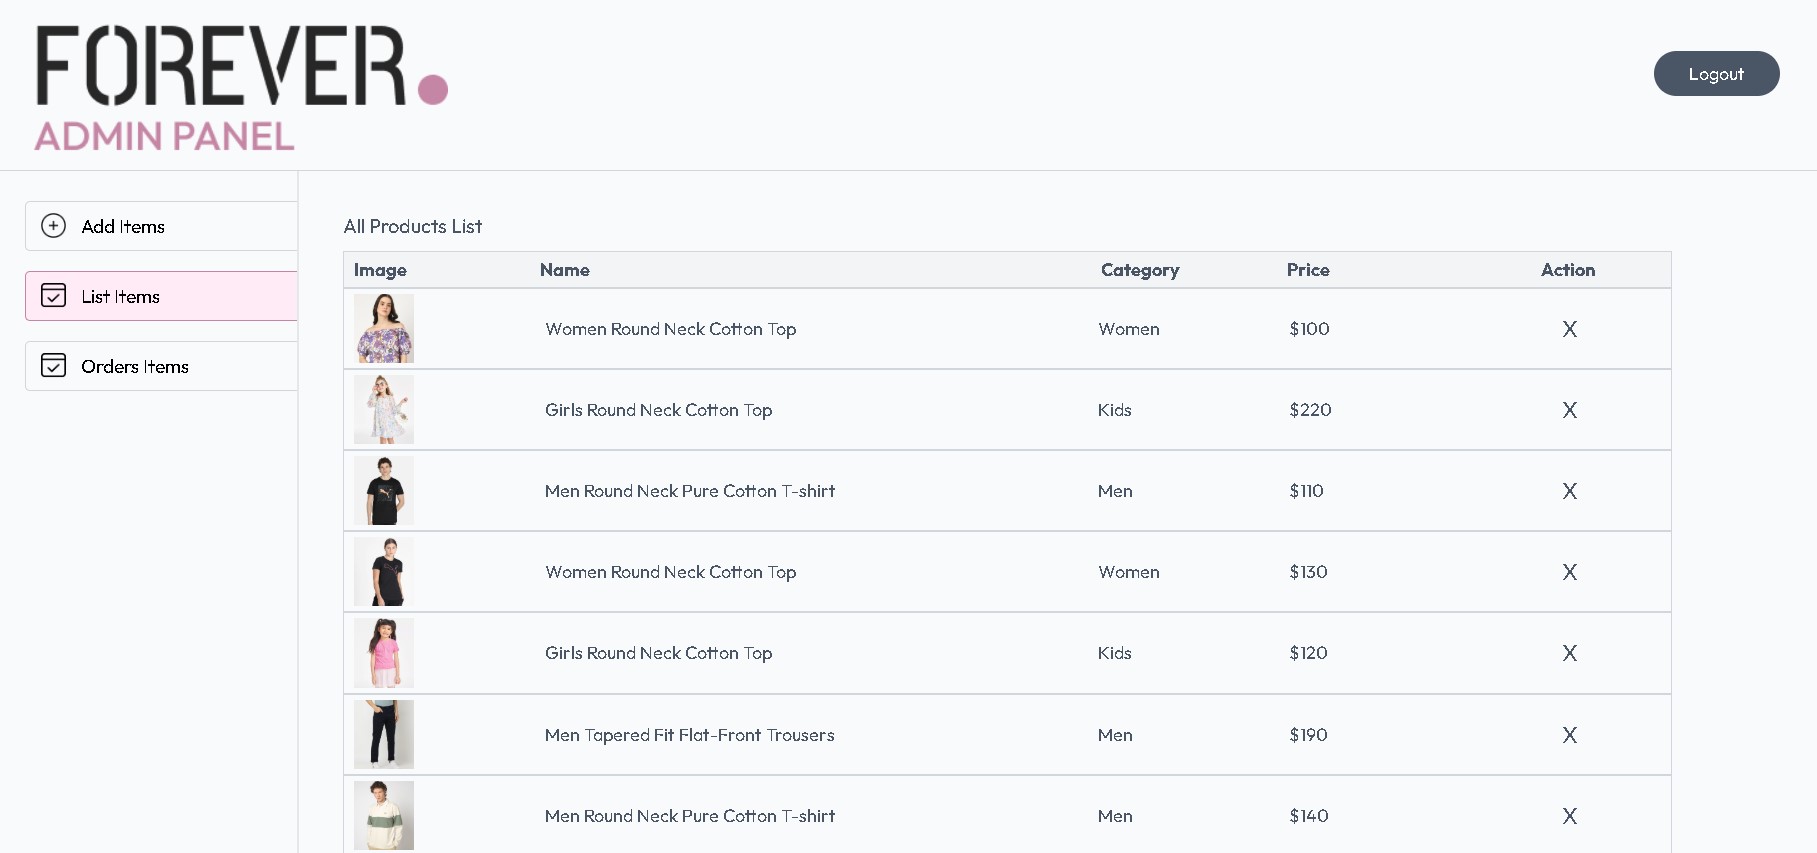 FOREVER.
ADMIN PANEL
Logout
Add Items
List Items
Orders Items
All Products List
Image Name Category Price Action
Women Round Neck Cotton Top Women $100 X
Girls Round Neck Cotton Top Kids $220 X
Men Round Neck Pure Cotton T-shirt Men $110 X
Women Round Neck Cotton Top Women $130 X
Girls Round Neck Cotton Top Kids $120 X
Men Tapered Fit Flat-Front Trousers Men $190 X
Men Round Neck Pure Cotton T-shirt Men $140 X